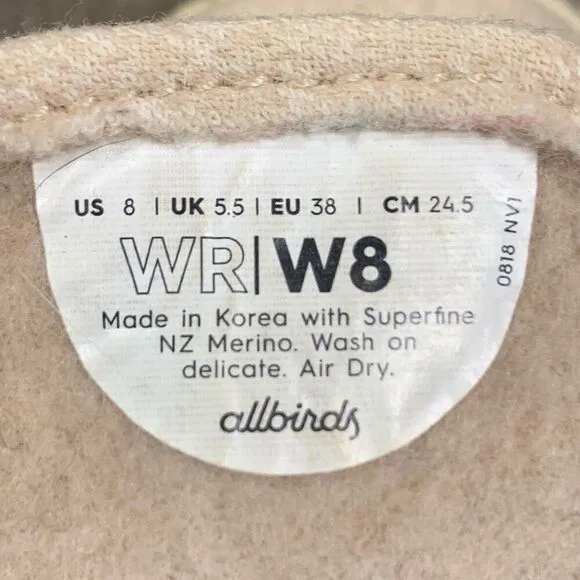 US 8 | UK 5.5 | EU 38 | CM 24.5
WR|W8
Made in Korea with Superfine
NZ Merino. Wash on
delicate. Air Dry.
allbirds
0818 NV1